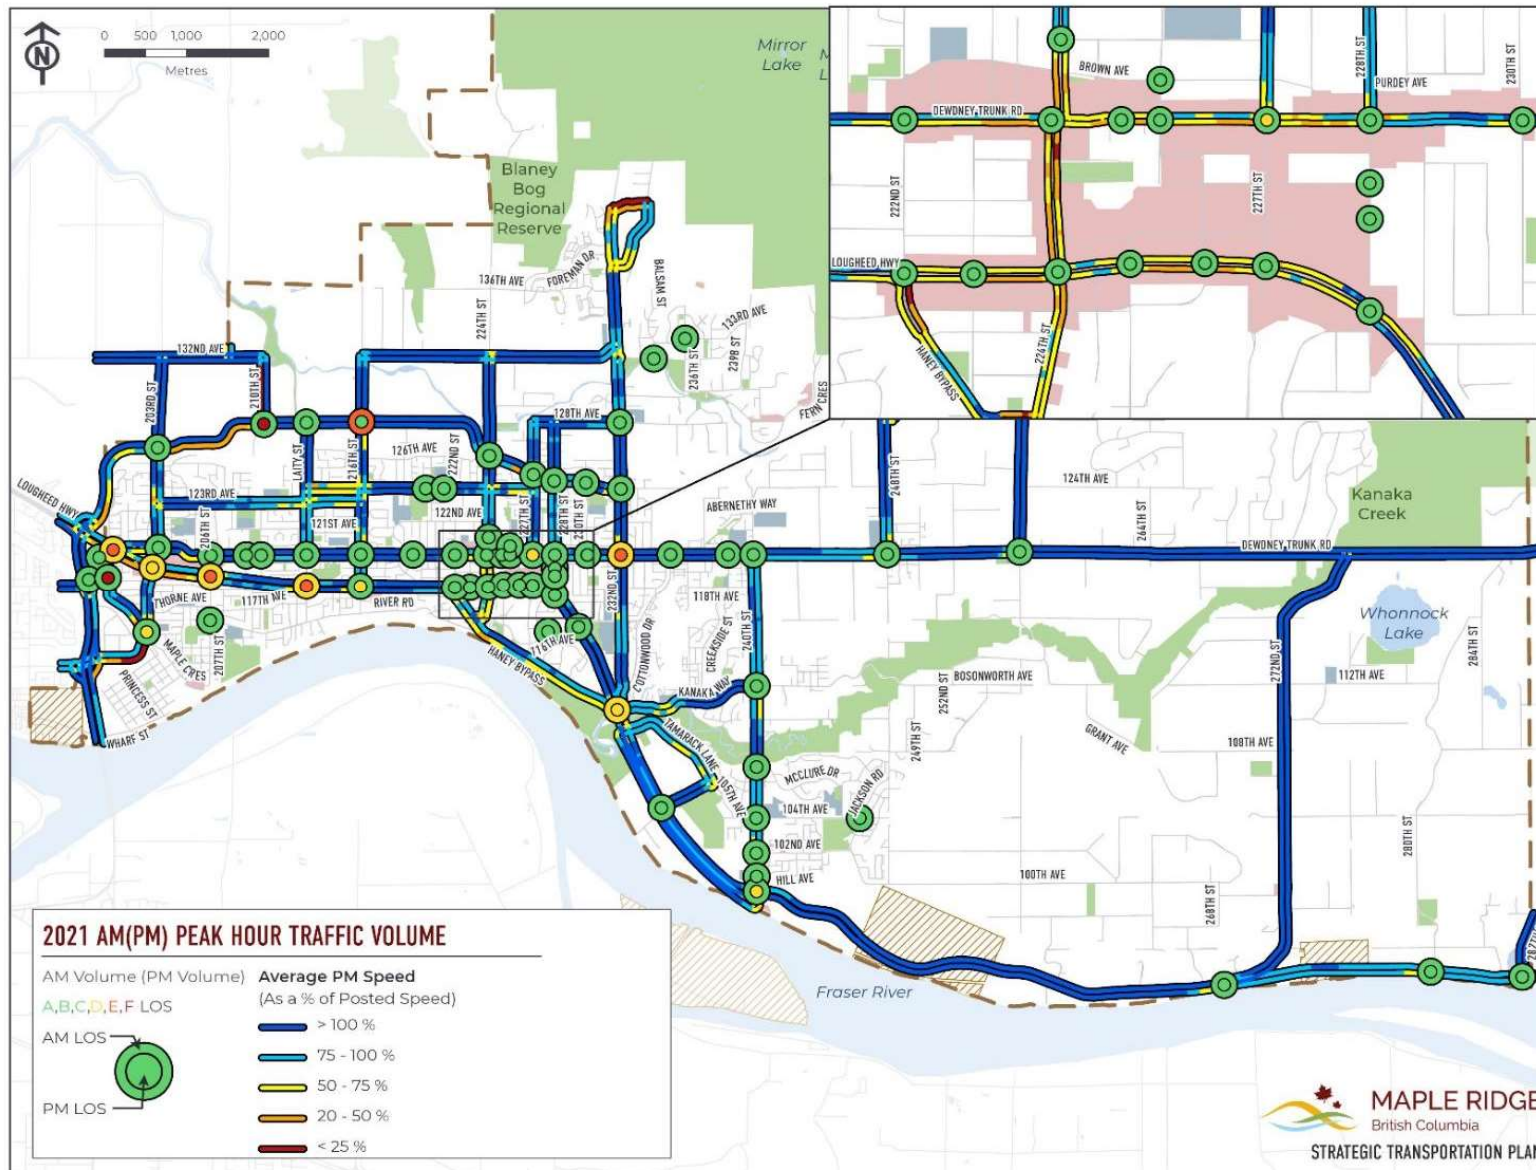 N
0 500 1,000 2,000
Metres
Mirror
Lake
Blaney
Bog
Regional
Reserve
136TH AVE
FOREMAN DR
BALSAM ST
133RD AVE
224TH ST
236TH ST
239B ST
FERN CRES
132ND AVE
203RD ST
210TH ST
128TH AVE
LAITY ST
216TH ST
126TH AVE
222ND ST
LOUGHEED HWY
123RD AVE
122ND AVE
121ST AVE
206TH ST
227TH ST
228TH ST
230TH ST
ABERNETHY WAY
248TH ST
124TH AVE
264TH ST
Kanaka
Creek
DEWDNEY TRUNK RD
THORNE AVE
117TH AVE
RIVER RD
232ND ST
118TH AVE
240TH ST
Whonnock
Lake
MAPLE CRES
207TH ST
PRINCESS ST
WHARF ST
116TH AVE
HANEY BYPASS
COTTONWOOD DR
CREEKSIDE ST
KANAKA WAY
BOSONWORTH AVE
252ND ST
249TH ST
272ND ST
112TH AVE
284TH ST
TAMARACK LANE
GRANT AVE
108TH AVE
105TH AVE
MCCLURE DR
104TH AVE
JACKSON RD
102ND AVE
HILL AVE
100TH AVE
268TH ST
280TH ST
287TH
Fraser River
BROWN AVE
228TH ST
PURDEY AVE
230TH ST
DEWDNEY TRUNK RD
222ND ST
227TH ST
LOUGHEED HWY
HANEY BYPASS
224TH ST
2021 AM(PM) PEAK HOUR TRAFFIC VOLUME
AM Volume (PM Volume)
A,B,C,D,E,F LOS
AM LOS
PM LOS
Average PM Speed
(As a % of Posted Speed)
> 100 %
75 - 100 %
50 - 75 %
20 - 50 %
< 25 %
MAPLE RIDGE
British Columbia
STRATEGIC TRANSPORTATION PLAN